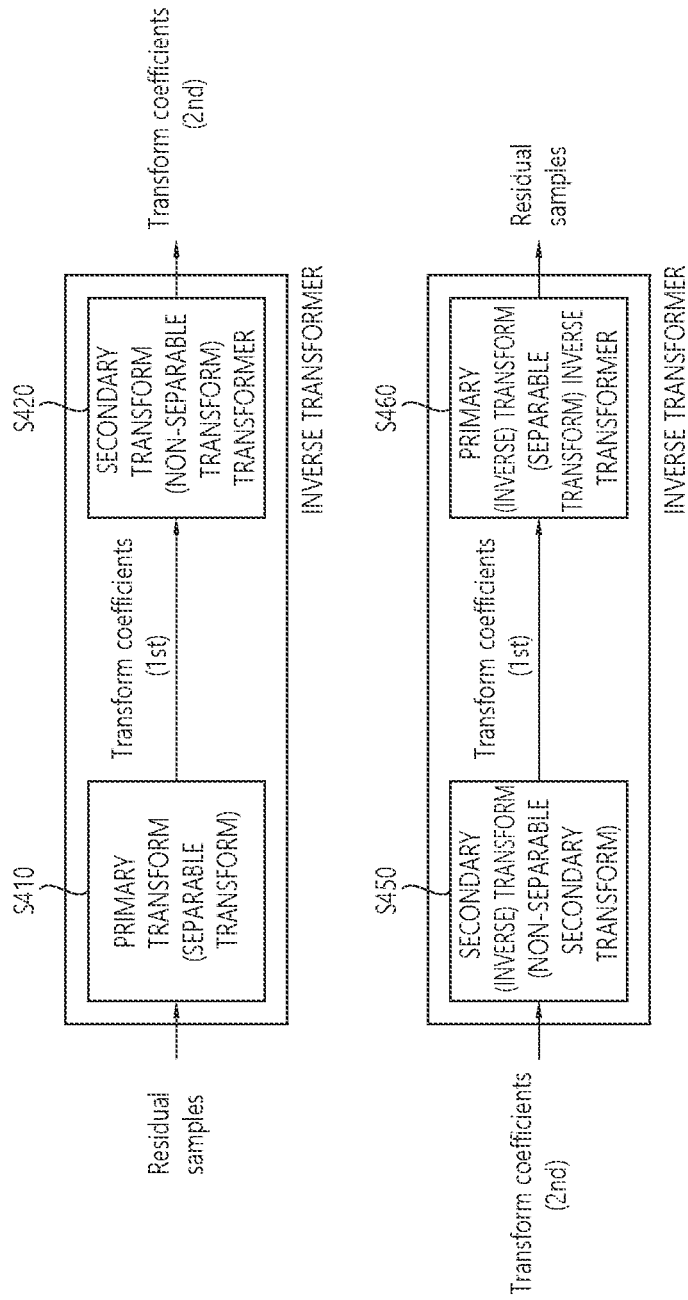 S410
S420
Residual
samples
PRIMARY
TRANSFORM
(SEPARABLE
TRANSFORM)
Transform coefficients
(1st)
SECONDARY
TRANSFORM
(NON-SEPARABLE
TRANSFORM)
TRANSFORMER
Transform coefficients
(2nd)
INVERSE TRANSFORMER
S450
S460
Transform coefficients
(2nd)
SECONDARY
(INVERSE) TRANSFORM
(NON-SEPARABLE
SECONDARY
TRANSFORM)
Transform coefficients
(1st)
PRIMARY
(INVERSE) TRANSFORM
(SEPARABLE
TRANSFORM) INVERSE
TRANSFORMER
Residual
samples
INVERSE TRANSFORMER